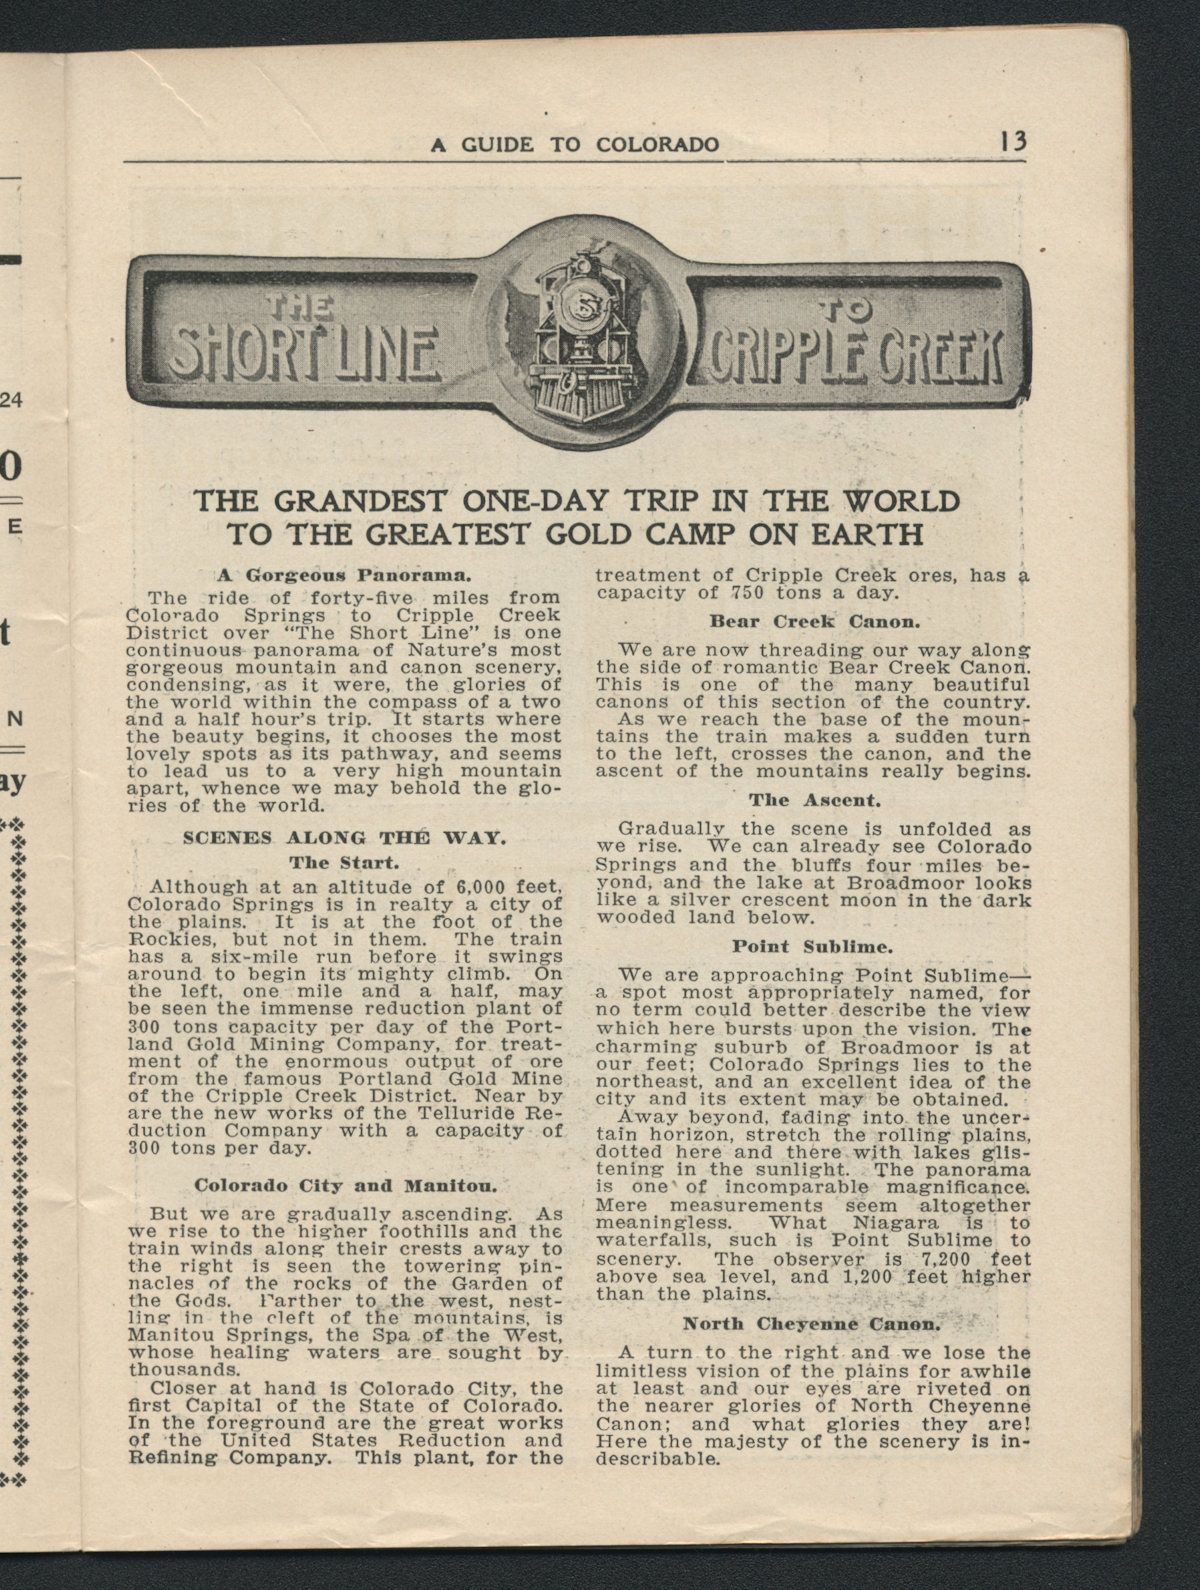 A GUIDE TO COLORADO
13
THE
SHORT LINE
TO
CRIPPLE CREEK
THE GRANDEST ONE-DAY TRIP IN THE WORLD
TO THE GREATEST GOLD CAMP ON EARTH
A Gorgeous Panorama.
The ride of forty-five miles from
Colorado Springs to Cripple Creek
District over "The Short Line" is one
continuous panorama of Nature's most
gorgeous mountain and canon scenery,
condensing, as it were, the glories of
the world within the compass of a two
and a half hour's trip. It starts where
the beauty begins, it chooses the most
lovely spots as its pathway, and seems
to lead us to a very high mountain
apart, whence we may behold the glo-
ries of the world.
SCENES ALONG THE WAY.
The Start.
Although at an altitude of 6,000 feet,
Colorado Springs is in realty a city of
the plains. It is at the foot of the
Rockies, but not in them. The train
has a six-mile run before it swings
around to begin its mighty climb. On
the left, one mile and a half, may
be seen the immense reduction plant of
300 tons capacity per day of the Port-
land Gold Mining Company, for treat-
ment of the enormous output of ore
from the famous Portland Gold Mine
of the Cripple Creek District. Near by
are the new works of the Telluride Re-
duction Company with a capacity of
300 tons per day.
Colorado City and Manitou.
But we are gradually ascending. As
we rise to the higher foothills and the
train winds along their crests away to
the right is seen the towering pin-
nacles of the rocks of the Garden of
the Gods. Farther to the west, nest-
ling in the cleft of the mountains, is
Manitou Springs, the Spa of the West,
whose healing waters are sought by
thousands.
Closer at hand is Colorado City, the
first Capital of the State of Colorado.
In the foreground are the great works
of the United States Reduction and
Refining Company. This plant, for the
treatment of Cripple Creek ores, has a
capacity of 750 tons a day.
Bear Creek Canon.
We are now threading our way along
the side of romantic Bear Creek Canon.
This is one of the many beautiful
canons of this section of the country.
As we reach the base of the moun-
tains the train makes a sudden turn
to the left, crosses the canon, and the
ascent of the mountains really begins.
The Ascent.
Gradually the scene is unfolded as
we rise. We can already see Colorado
Springs and the bluffs four miles be-
yond, and the lake at Broadmoor looks
like a silver crescent moon in the dark
wooded land below.
Point Sublime.
We are approaching Point Sublime—
a spot most appropriately named, for
no term could better describe the view
which here bursts upon the vision. The
charming suburb of Broadmoor is at
our feet; Colorado Springs lies to the
northeast, and an excellent idea of the
city and its extent may be obtained.
Away beyond, fading into the uncer-
tain horizon, stretch the rolling plains,
dotted here and there with lakes glis-
tening in the sunlight. The panorama
is one of incomparable magnificance.
Mere measurements seem altogether
meaningless. What Niagara is to
waterfalls, such is Point Sublime to
scenery. The observer is 7,200 feet
above sea level, and 1,200 feet higher
than the plains.
North Cheyenne Canon.
A turn to the right and we lose the
limitless vision of the plains for awhile
at least and our eyes are riveted on
the nearer glories of North Cheyenne
Canon; and what glories they are!
Here the majesty of the scenery is in-
describable.